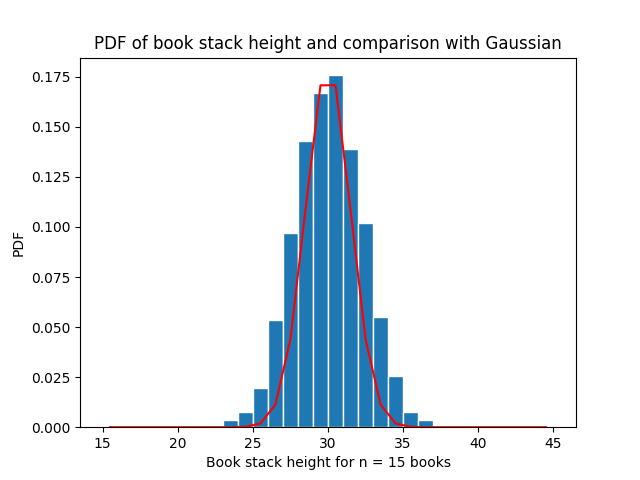 PDF of book stack height and comparison with Gaussian
0.175
0.150
0.125
0.100
0.075
0.050
0.025
0.000
PDF
15 20 25 30 35 40 45
Book stack height for n = 15 books